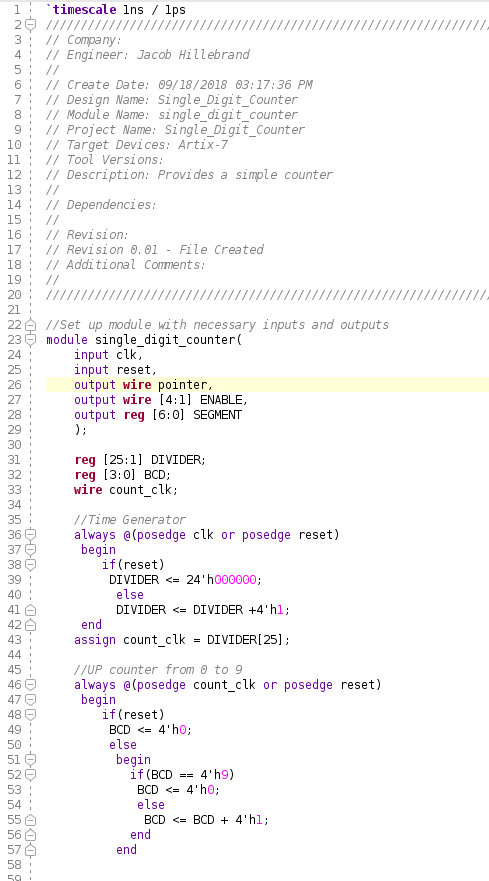 1 `timescale 1ns / 1ps
2 ////////////////////////////////////////////////////////////////
3 // Company:
4 // Engineer: Jacob Hillebrand
5 //
6 // Create Date: 09/18/2018 03:17:36 PM
7 // Design Name: Single_Digit_Counter
8 // Module Name: single_digit_counter
9 // Project Name: Single_Digit_Counter
10 // Target Devices: Artix-7
11 // Tool Versions:
12 // Description: Provides a simple counter
13 //
14 // Dependencies:
15 //
16 // Revision:
17 // Revision 0.01 - File Created
18 // Additional Comments:
19 //
20 ////////////////////////////////////////////////////////////////
21
22 //Set up module with necessary inputs and outputs
23 module single_digit_counter(
24     input clk,
25     input reset,
26     output wire pointer,
27     output wire [4:1] ENABLE,
28     output reg [6:0] SEGMENT
29     );
30
31     reg [25:1] DIVIDER;
32     reg [3:0] BCD;
33     wire count_clk;
34
35     //Time Generator
36     always @(posedge clk or posedge reset)
37      begin
38         if(reset)
39          DIVIDER <= 24'h000000;
40           else
41           DIVIDER <= DIVIDER +4'h1;
42      end
43     assign count_clk = DIVIDER[25];
44
45     //UP counter from 0 to 9
46     always @(posedge count_clk or posedge reset)
47      begin
48         if(reset)
49          BCD <= 4'h0;
50          else
51           begin
52             if(BCD == 4'h9)
53              BCD <= 4'h0;
54              else
55               BCD <= BCD + 4'h1;
56             end
57           end
58
59